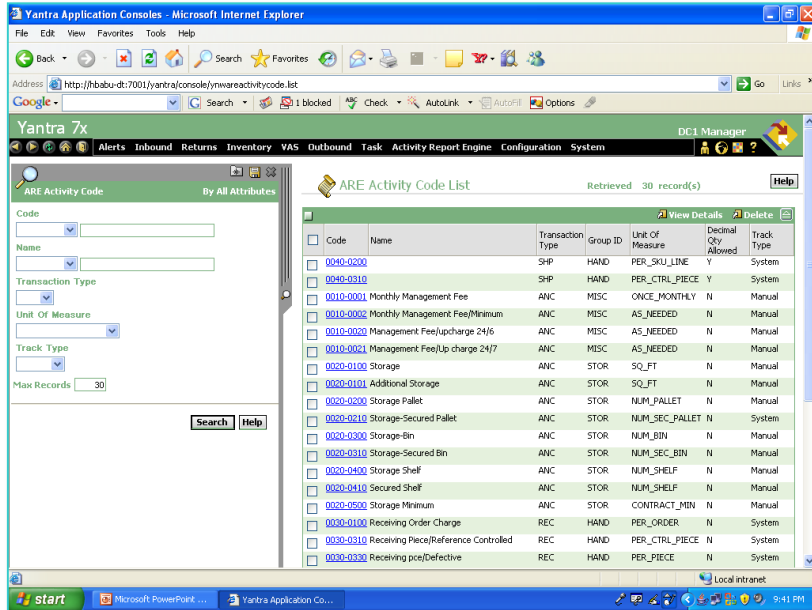 Yantra Application Consoles - Microsoft Internet Explorer
File Edit View Favorites Tools Help
Back Search Favorites
Address http://hbabu-dt:7001/yantra/console/ynwareactivitycode.list Go Links
Google Search 1 blocked Check AutoLink AutoFill Options
Yantra 7x DC1 Manager
Alerts Inbound Returns Inventory VAS Outbound Task Activity Report Engine Configuration System
ARE Activity Code By All Attributes
Code
Name
Transaction Type
Unit Of Measure
Track Type
Max Records 30
Search Help
ARE Activity Code List Retrieved 30 record(s) Help
View Details Delete
Code Name Transaction Type Group ID Unit Of Measure Decimal Qty Allowed Track Type
0040-0200 SHP HAND PER_SKU_LINE Y System
0040-0310 SHP HAND PER_CTRL_PIECE Y System
0010-0001 Monthly Management Fee ANC MISC ONCE_MONTHLY N Manual
0010-0002 Monthly Management Fee/Minimum ANC MISC AS_NEEDED N Manual
0010-0020 Management Fee/upcharge 24/6 ANC MISC AS_NEEDED N Manual
0010-0021 Management Fee/Up charge 24/7 ANC MISC AS_NEEDED N Manual
0020-0100 Storage ANC STOR SQ_FT N Manual
0020-0101 Additional Storage ANC STOR SQ_FT N Manual
0020-0200 Storage Pallet ANC STOR NUM_PALLET N Manual
0020-0210 Storage-Secured Pallet ANC STOR NUM_SEC_PALLET N System
0020-0300 Storage-Bin ANC STOR NUM_BIN N Manual
0020-0310 Storage-Secured Bin ANC STOR NUM_SEC_BIN N Manual
0020-0400 Storage Shelf ANC STOR NUM_SHELF N Manual
0020-0410 Secured Shelf ANC STOR NUM_SHELF N Manual
0020-0500 Storage Minimum ANC STOR CONTRACT_MIN N Manual
0030-0100 Receiving Order Charge REC HAND PER_ORDER N System
0030-0310 Receiving Piece/Reference Controlled REC HAND PER_CTRL_PIECE N System
0030-0330 Receiving pce/Defective REC HAND PER_PIECE N System
Local intranet
start Microsoft PowerPoint ... Yantra Application Co... 9:41 PM